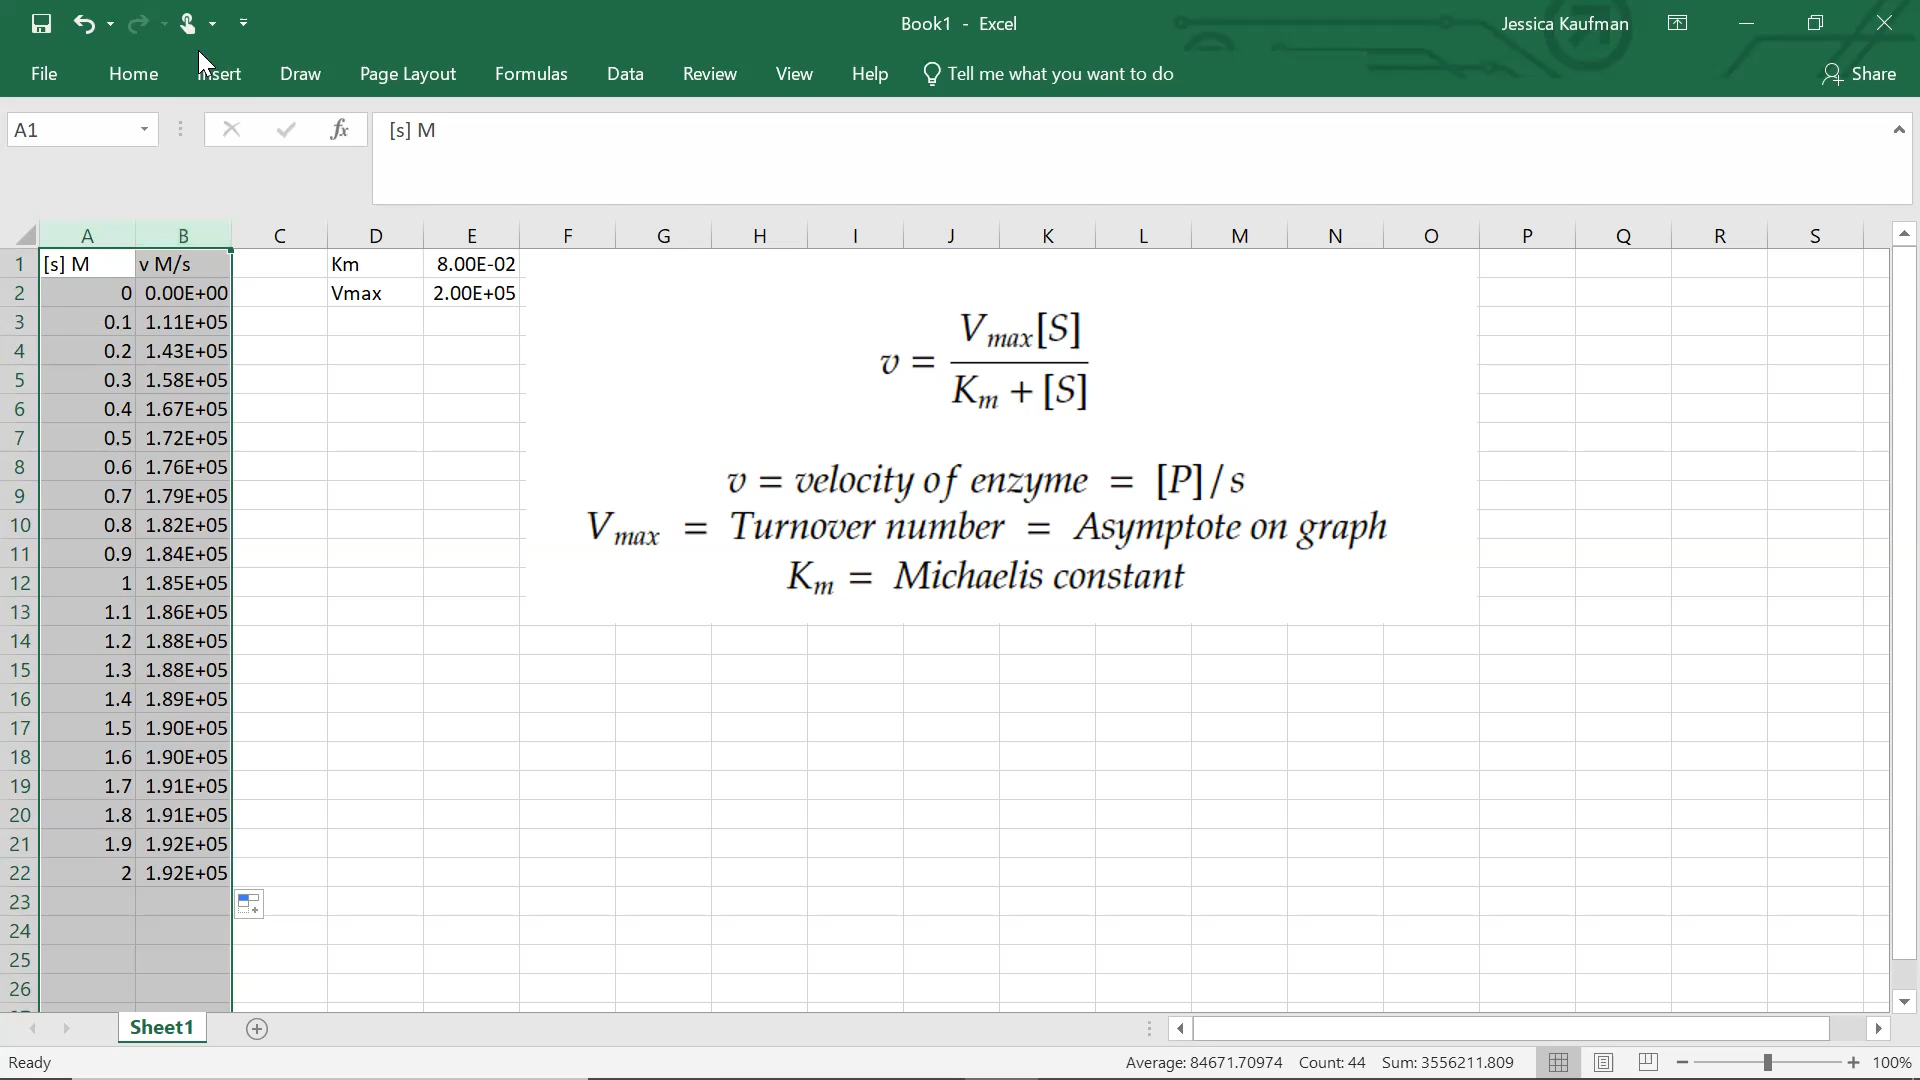 Book1 - Excel
Jessica Kaufman
File Home Insert Draw Page Layout Formulas Data Review View Help Tell me what you want to do Share
A1 fx [s] M
A B C D E F G H I J K L M N O P Q R S
1 [s] M v M/s Km 8.00E-02
2 0 0.00E+00 Vmax 2.00E+05
3 0.1 1.11E+05
4 0.2 1.43E+05
5 0.3 1.58E+05
6 0.4 1.67E+05
7 0.5 1.72E+05
8 0.6 1.76E+05
9 0.7 1.79E+05
10 0.8 1.82E+05
11 0.9 1.84E+05
12 1 1.85E+05
13 1.1 1.86E+05
14 1.2 1.88E+05
15 1.3 1.88E+05
16 1.4 1.89E+05
17 1.5 1.90E+05
18 1.6 1.90E+05
19 1.7 1.91E+05
20 1.8 1.91E+05
21 1.9 1.92E+05
22 2 1.92E+05
23
24
25
26
v = Vmax[S] / Km + [S]
v = velocity of enzyme = [P]/s
Vmax = Turnover number = Asymptote on graph
Km = Michaelis constant
Sheet1
Ready Average: 84671.70974 Count: 44 Sum: 3556211.809 100%